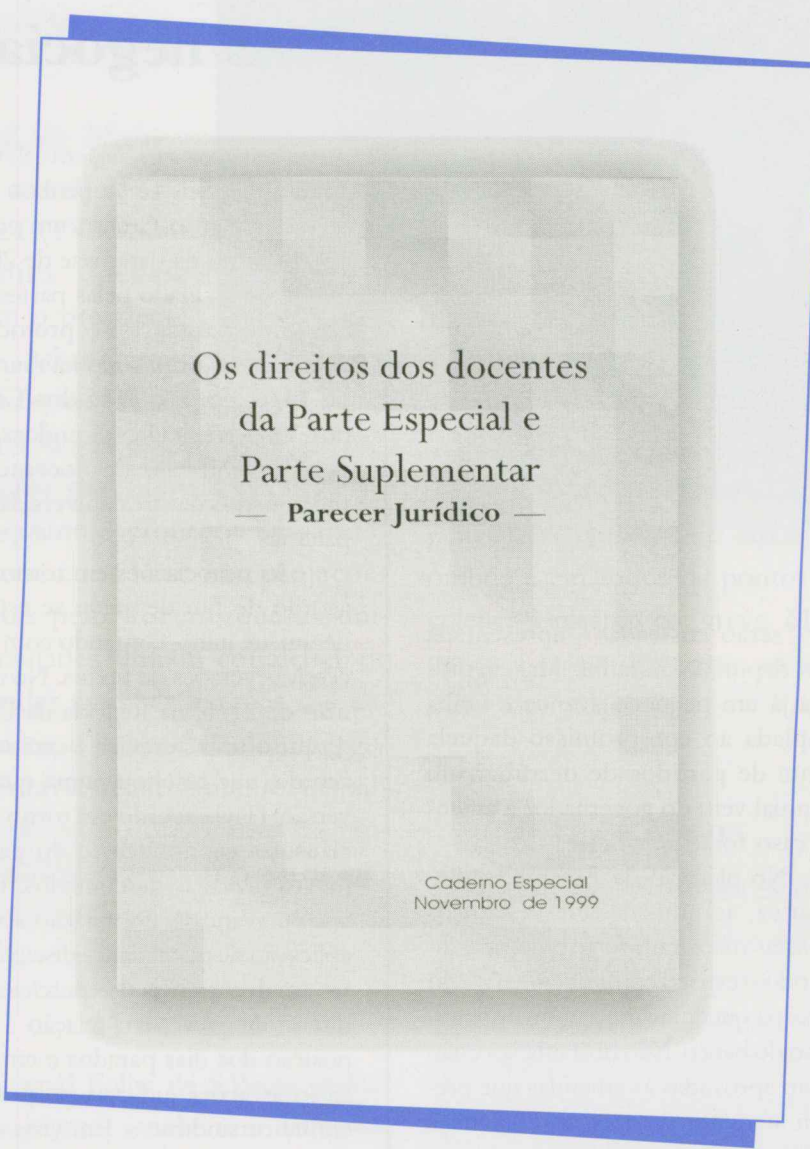 Os direitos dos docentes
da Parte Especial e
Parte Suplementar
— Parecer Jurídico —
Caderno Especial
Novembro de 1999